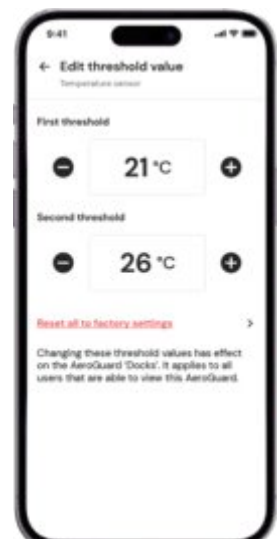 9:41
← Edit threshold value
Temperature sensor
First threshold
21 °C
Second threshold
26 °C
Reset all to factory settings
Changing these threshold values has effect
on the AeroGuard 'Docks'. It applies to all
users that are able to view this AeroGuard.